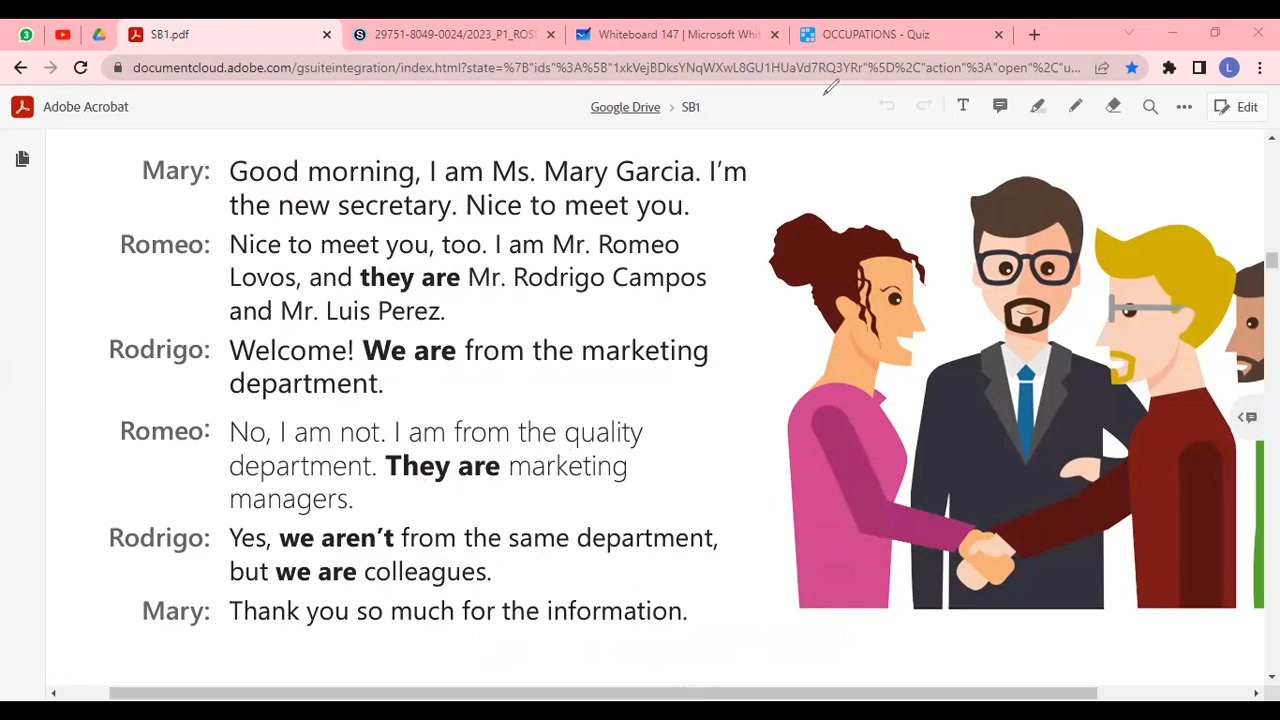 3
SB1.pdf
29751-8049-0024/2023_P1_ROSE
Whiteboard 147 | Microsoft Whit
OCCUPATIONS - Quiz
documentcloud.adobe.com/gsuiteintegration/index.html?state=%7B"ids"%3A%5B"1xkVejBDksYNqWXwL8GU1HUaVd7RQ3YRr"%5D%2C"action"%3A"open"%2C"u...
L
Adobe Acrobat
Google Drive > SB1
T
Edit
Mary: Good morning, I am Ms. Mary Garcia. I'm
the new secretary. Nice to meet you.
Romeo: Nice to meet you, too. I am Mr. Romeo
Lovos, and they are Mr. Rodrigo Campos
and Mr. Luis Perez.
Rodrigo: Welcome! We are from the marketing
department.
Romeo: No, I am not. I am from the quality
department. They are marketing
managers.
Rodrigo: Yes, we aren't from the same department,
but we are colleagues.
Mary: Thank you so much for the information.